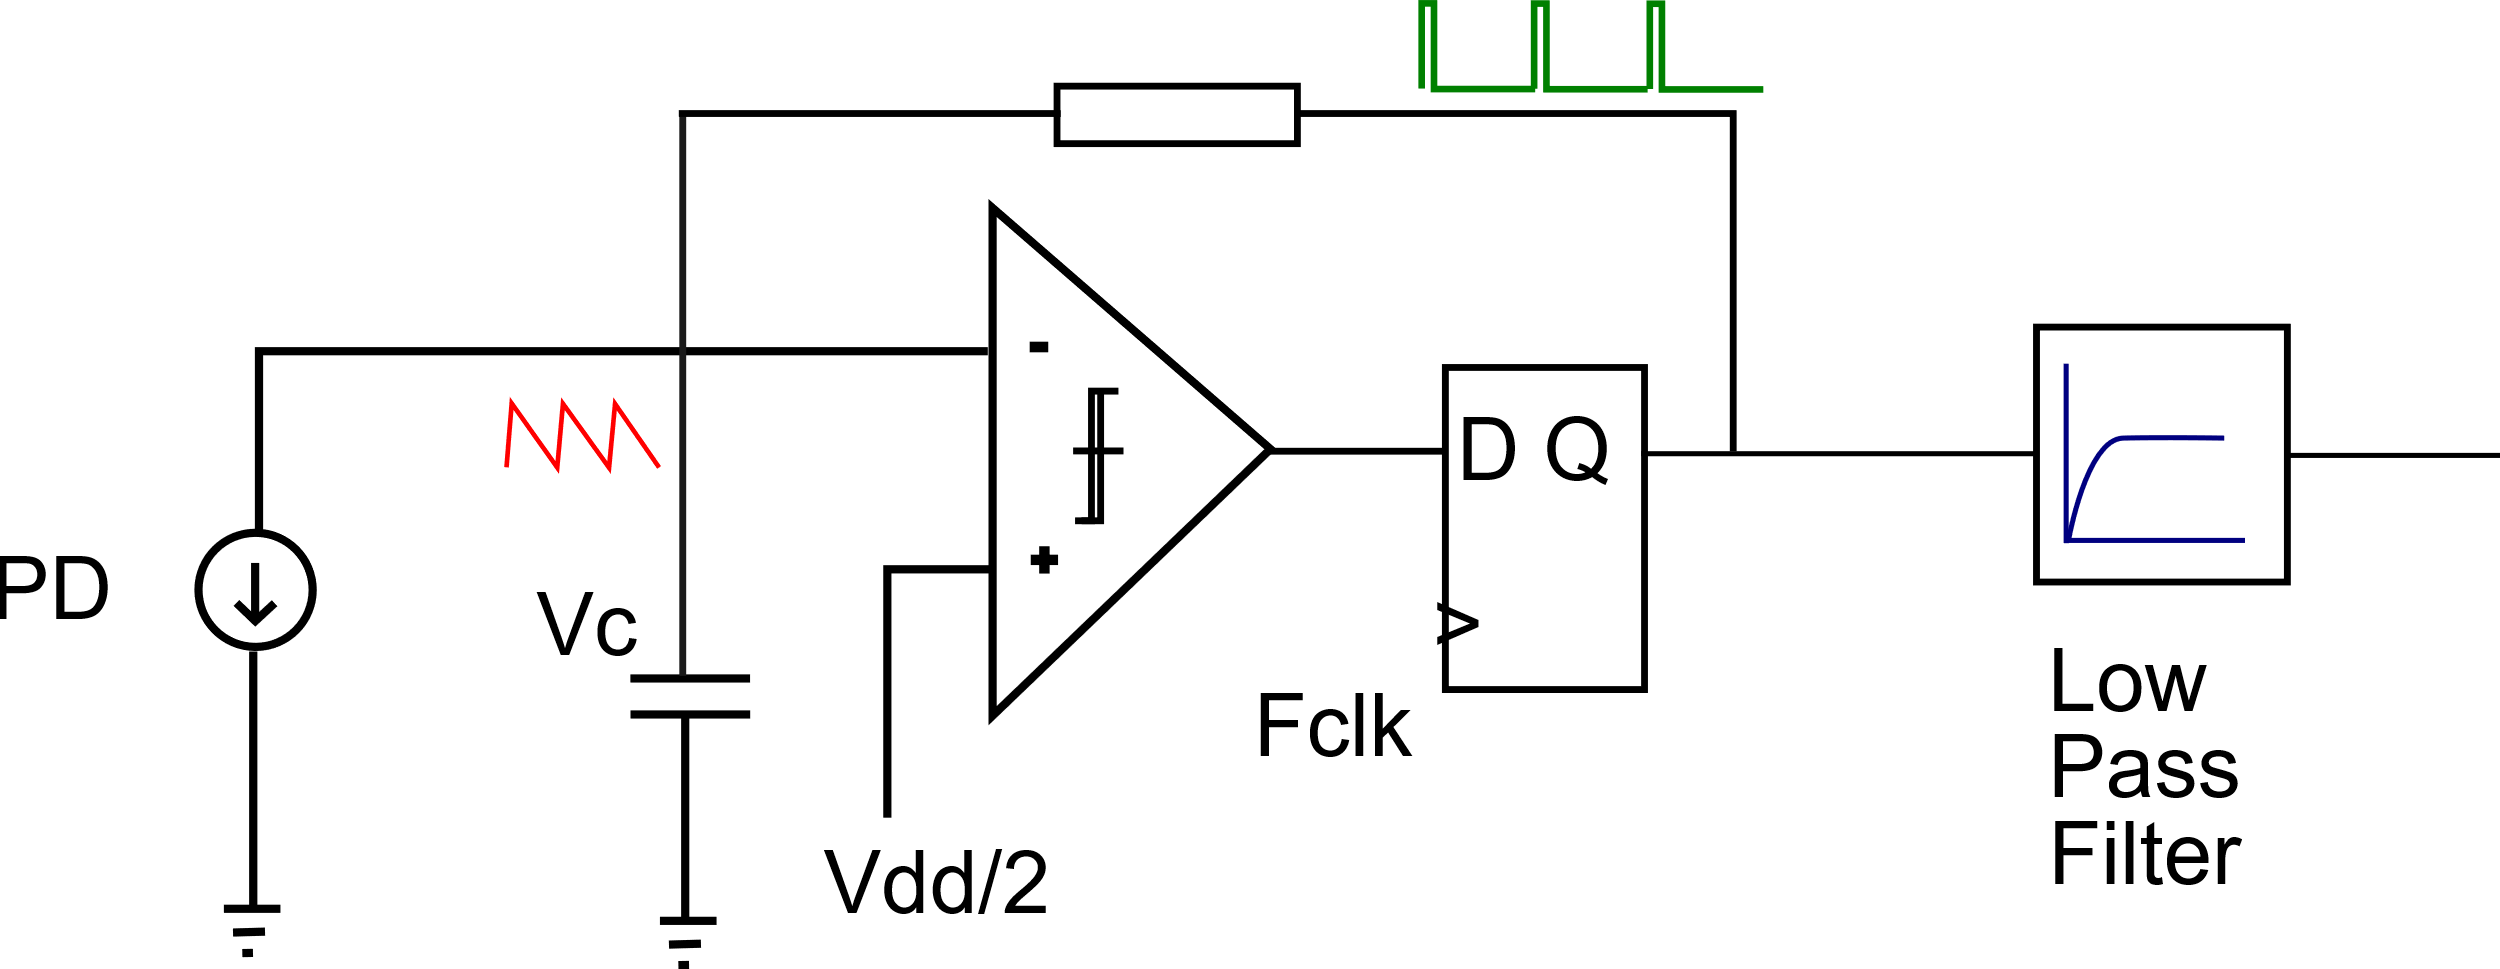 D Q
PD
Vc
>
Fclk
Vdd/2
Low
Pass
Filter